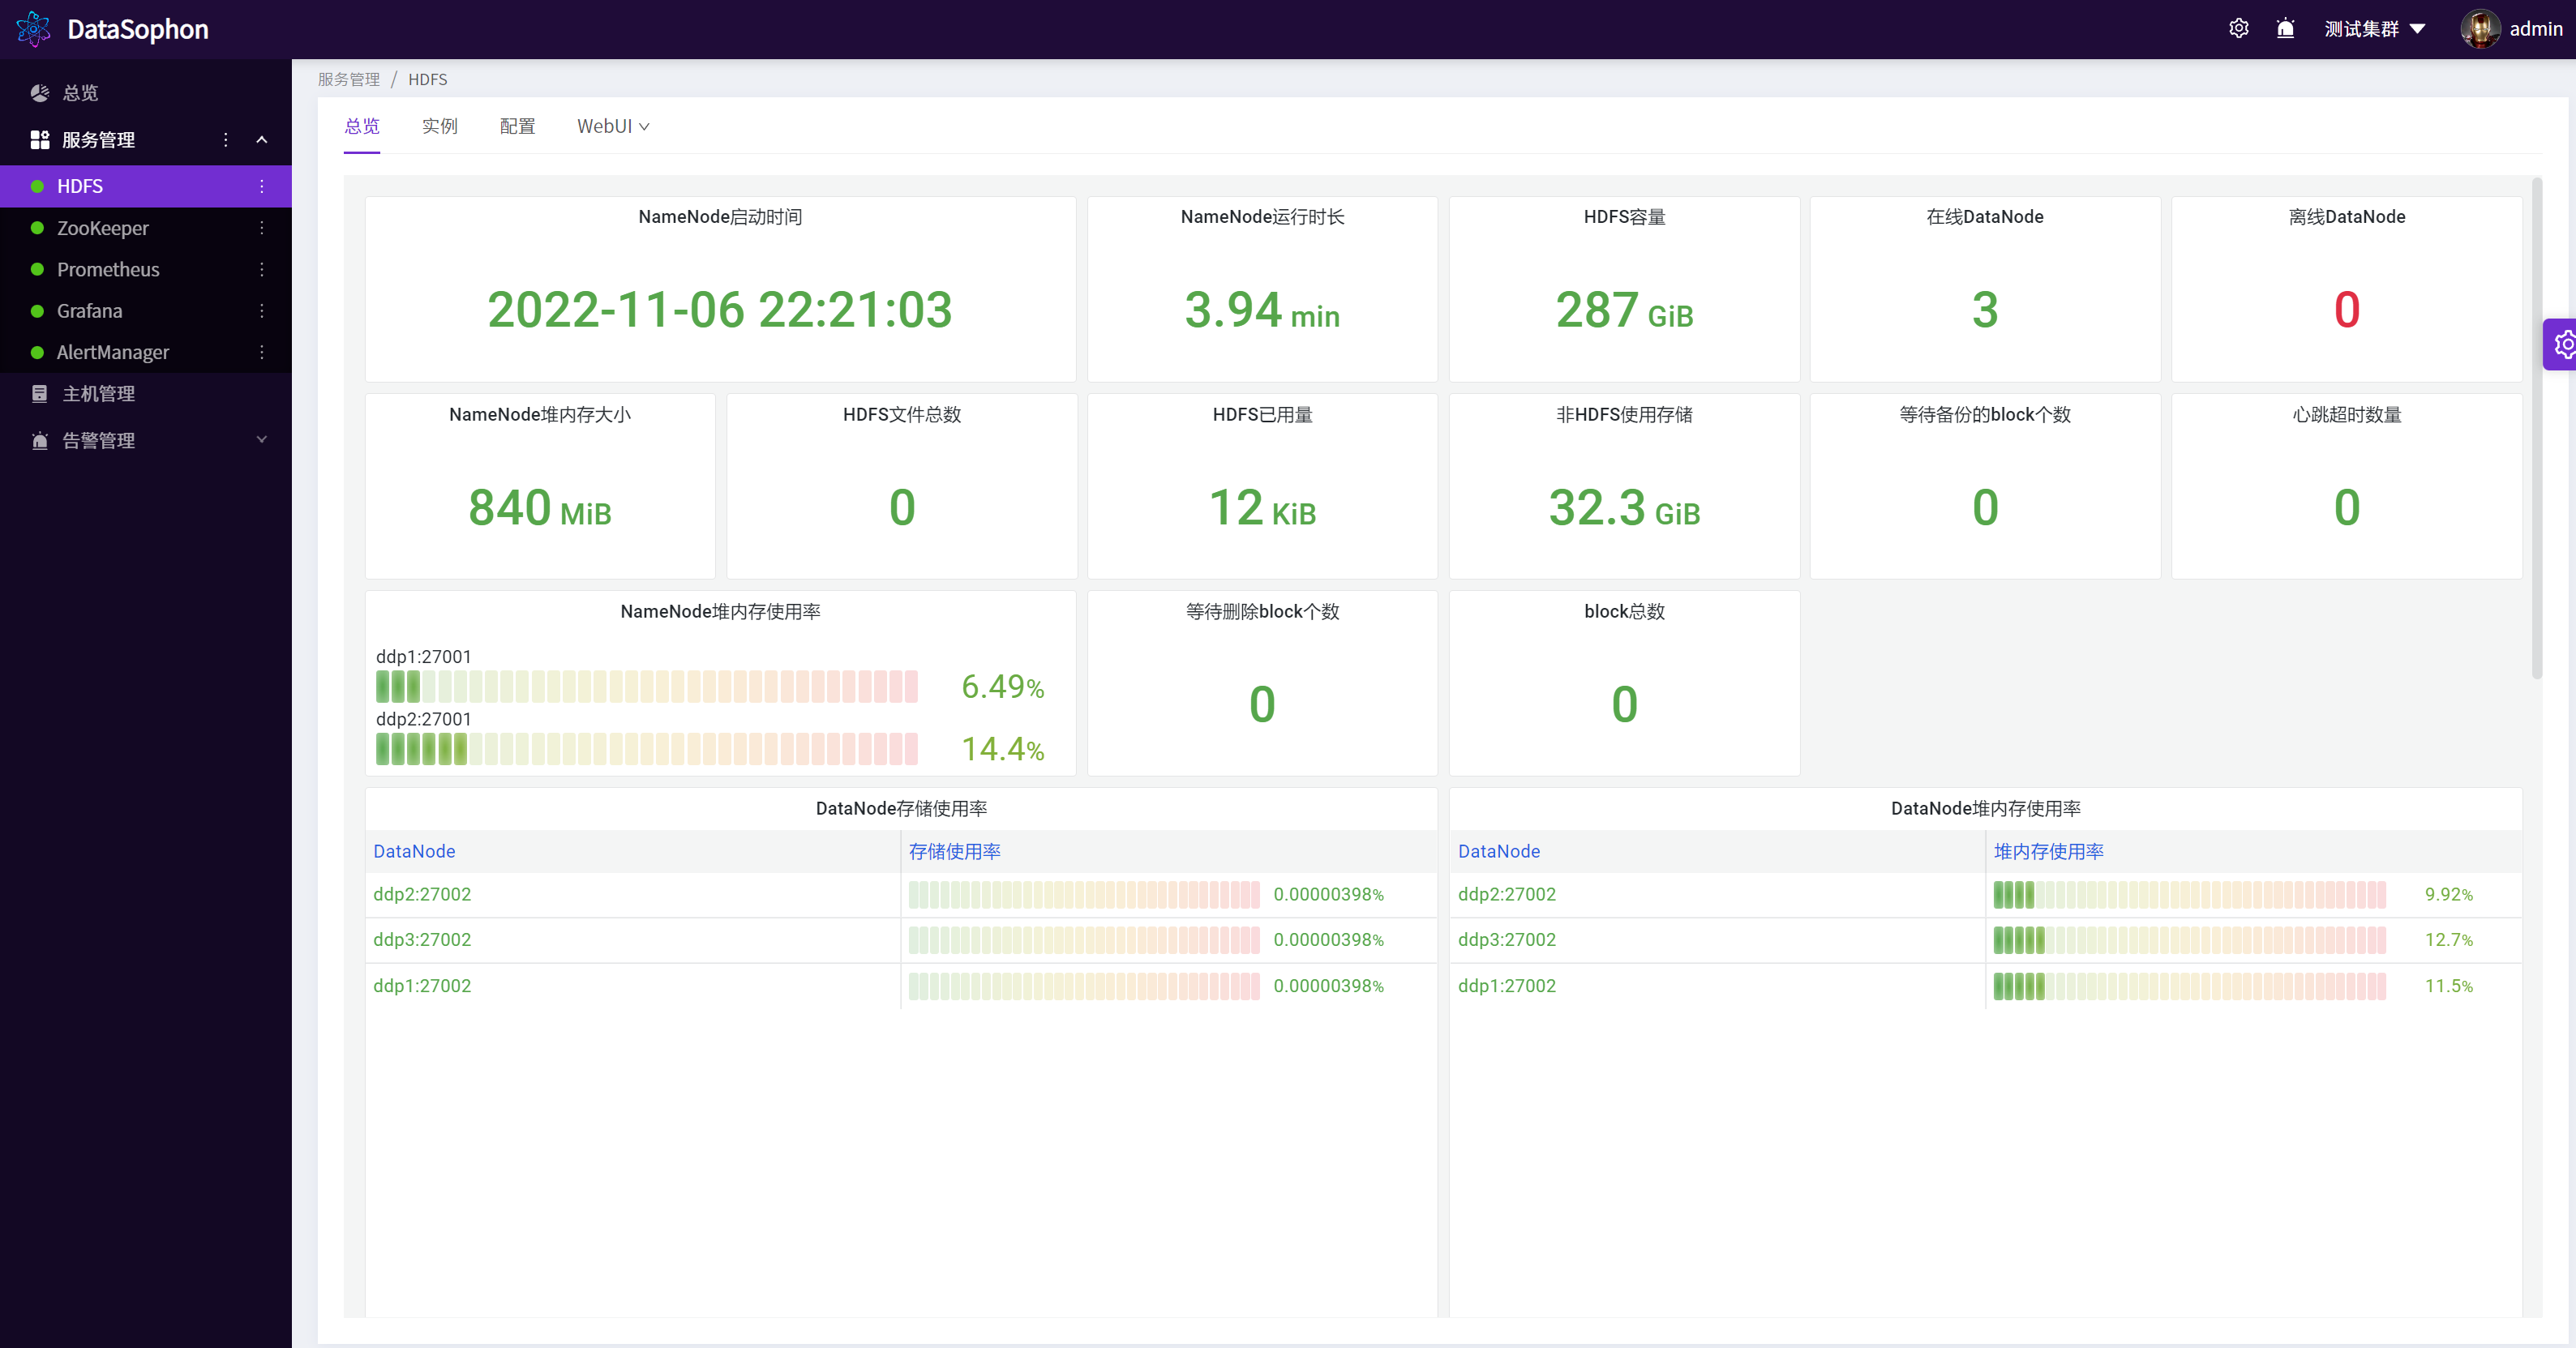 DataSophon
测试集群
admin
总览
服务管理
HDFS
ZooKeeper
Prometheus
Grafana
AlertManager
主机管理
告警管理
服务管理 / HDFS
总览 实例 配置 WebUI
NameNode启动时间
2022-11-06 22:21:03
NameNode运行时长
3.94 min
HDFS容量
287 GiB
在线DataNode
3
离线DataNode
0
NameNode堆内存大小
840 MiB
HDFS文件总数
0
HDFS已用量
12 KiB
非HDFS使用存储
32.3 GiB
等待备份的block个数
0
心跳超时数量
0
NameNode堆内存使用率
ddp1:27001
6.49%
ddp2:27001
14.4%
等待删除block个数
0
block总数
0
DataNode存储使用率
DataNode 存储使用率
ddp2:27002 0.00000398%
ddp3:27002 0.00000398%
ddp1:27002 0.00000398%
DataNode堆内存使用率
DataNode 堆内存使用率
ddp2:27002 9.92%
ddp3:27002 12.7%
ddp1:27002 11.5%